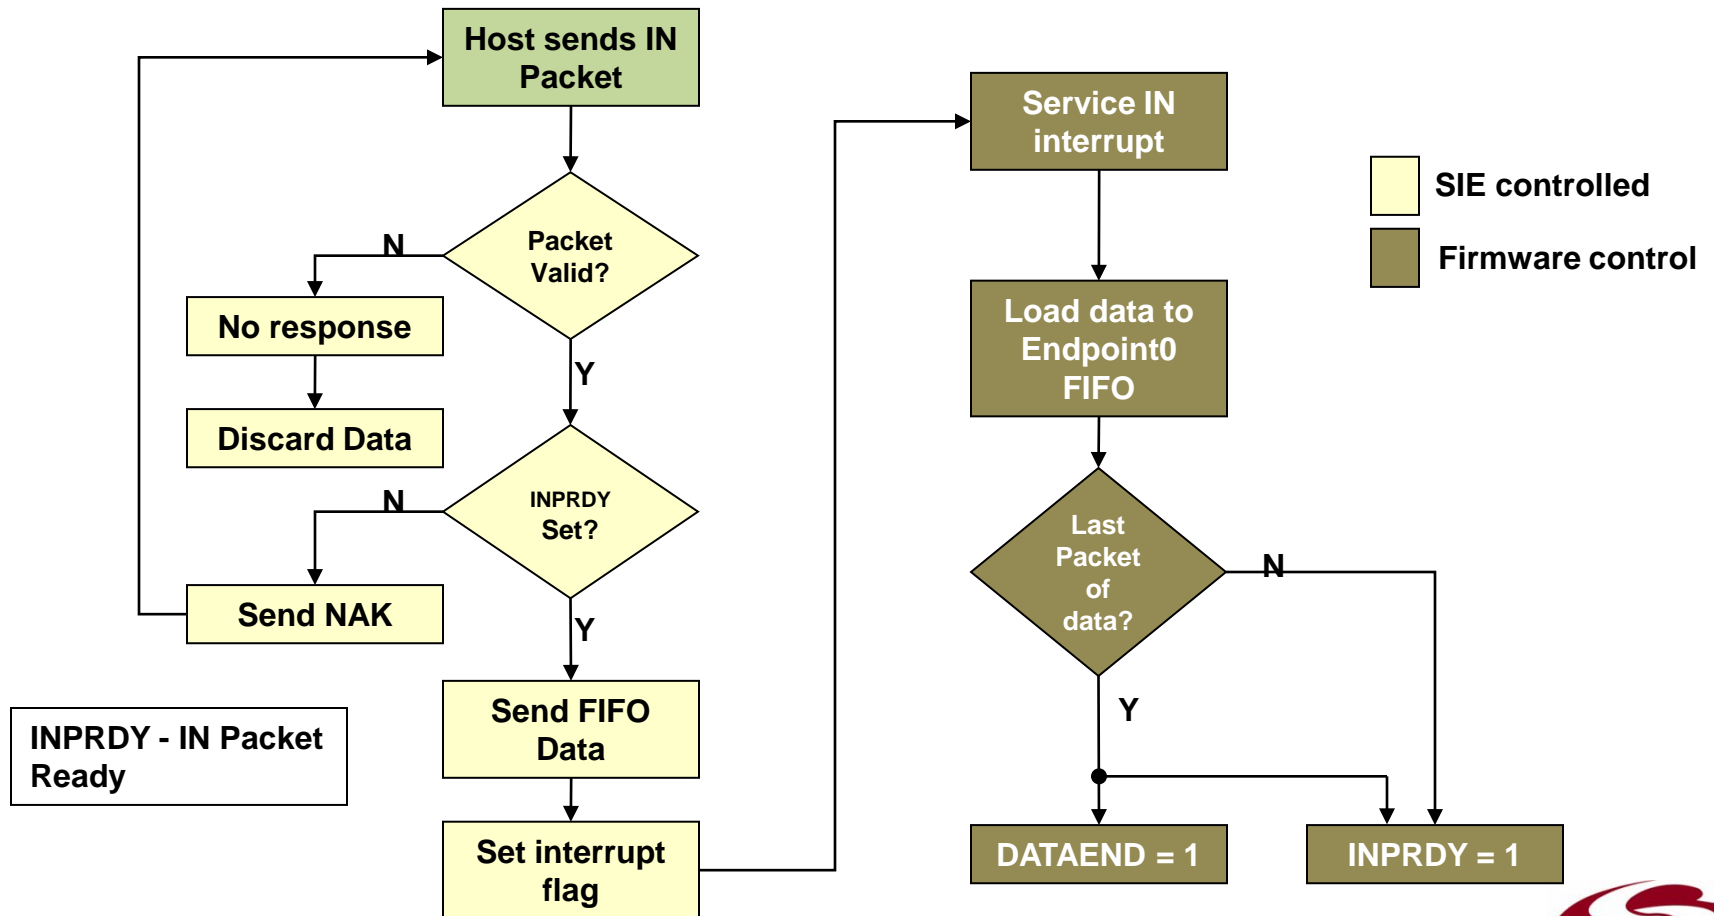 Host sends IN
Packet
Packet
Valid?
N
No response
Discard Data
Y
INPRDY
Set?
N
Send NAK
Y
Send FIFO
Data
Set interrupt
flag
INPRDY - IN Packet
Ready
Service IN
interrupt
Load data to
Endpoint0
FIFO
Last
Packet
of
data?
N
Y
DATAEND = 1
INPRDY = 1
SIE controlled
Firmware control